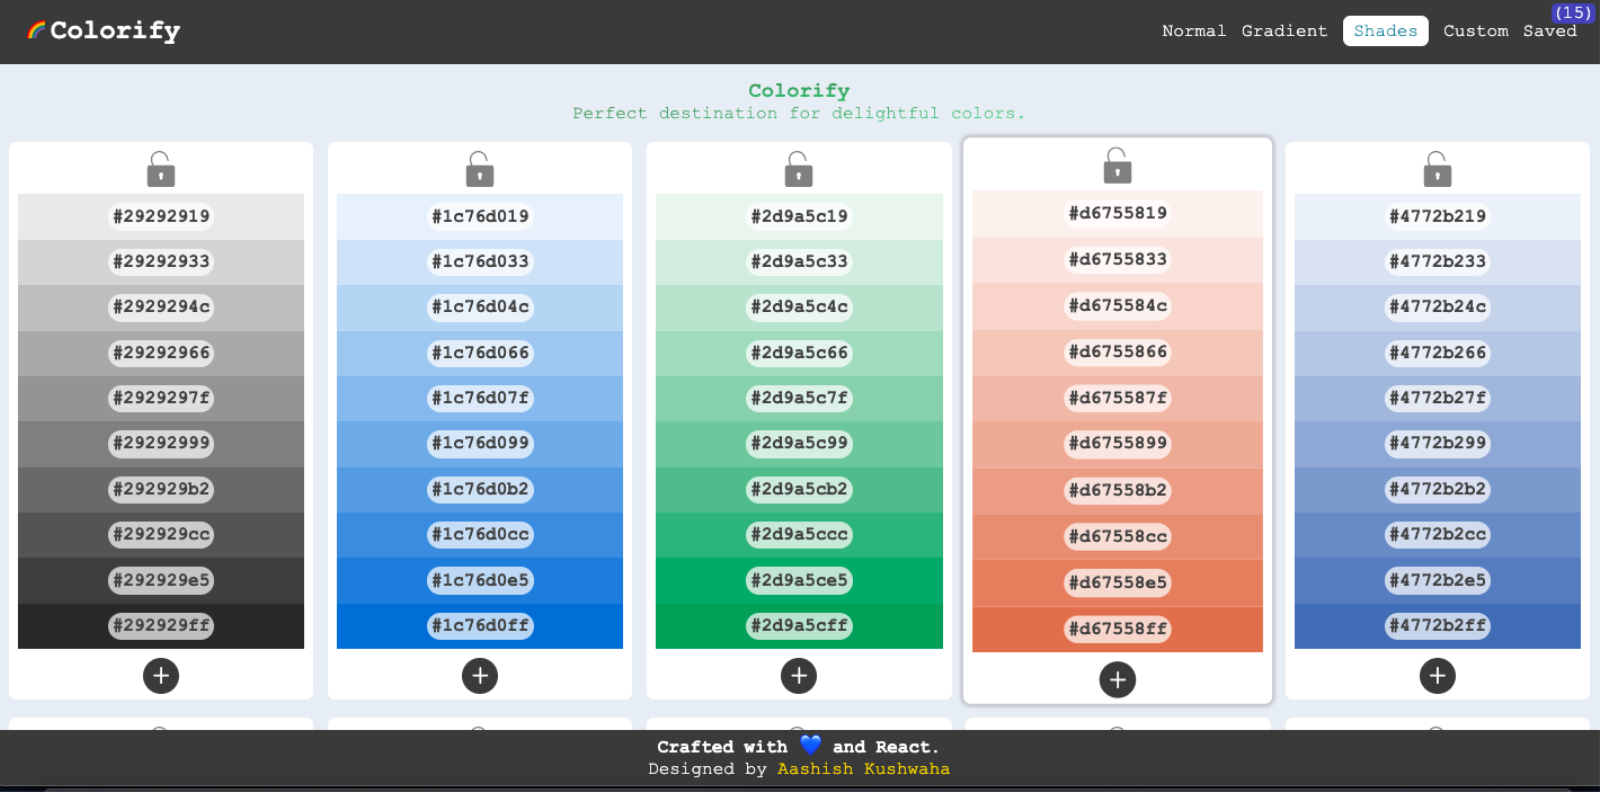 Colorify
Normal Gradient Shades Custom Saved (15)
Colorify
Perfect destination for delightful colors.
#29292919
#29292933
#2929294c
#29292966
#2929297f
#29292999
#292929b2
#292929cc
#292929e5
#292929ff
#1c76d019
#1c76d033
#1c76d04c
#1c76d066
#1c76d07f
#1c76d099
#1c76d0b2
#1c76d0cc
#1c76d0e5
#1c76d0ff
#2d9a5c19
#2d9a5c33
#2d9a5c4c
#2d9a5c66
#2d9a5c7f
#2d9a5c99
#2d9a5cb2
#2d9a5ccc
#2d9a5ce5
#2d9a5cff
#d6755819
#d6755833
#d675584c
#d6755866
#d675587f
#d6755899
#d67558b2
#d67558cc
#d67558e5
#d67558ff
#4772b219
#4772b233
#4772b24c
#4772b266
#4772b27f
#4772b299
#4772b2b2
#4772b2cc
#4772b2e5
#4772b2ff
Crafted with 💙 and React.
Designed by Aashish Kushwaha